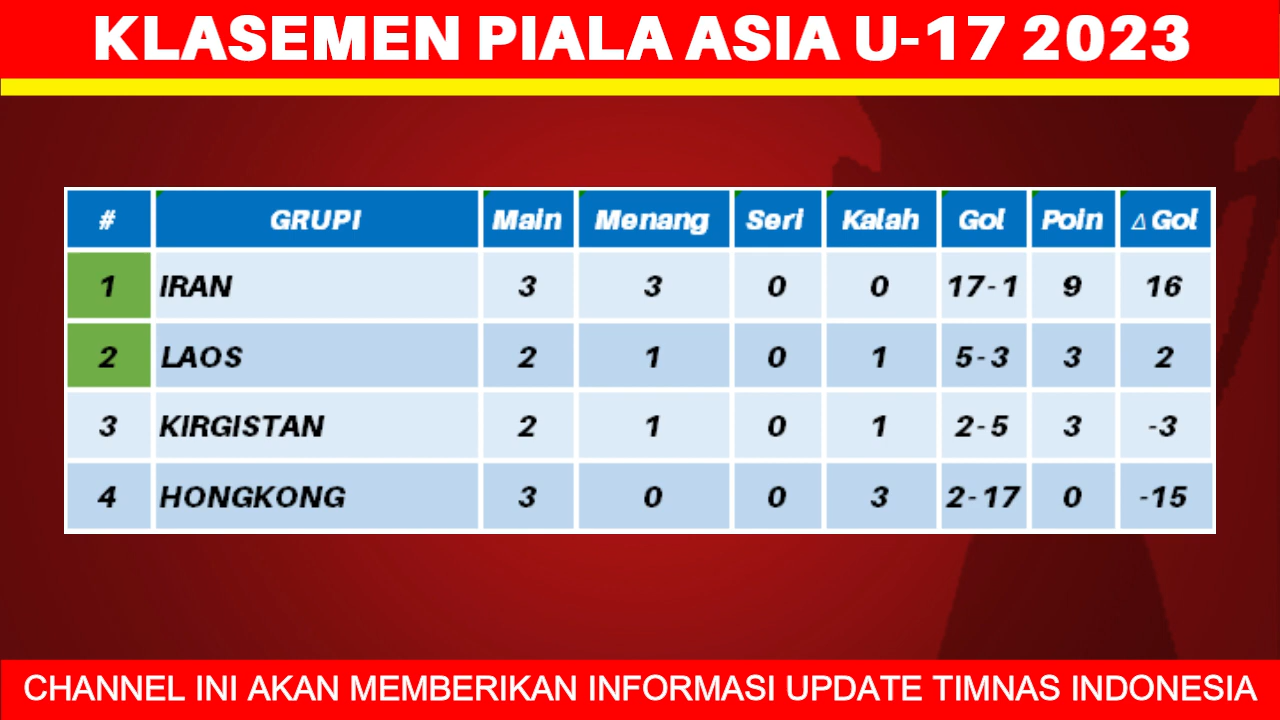 KLASEMEN PIALA ASIA U-17 2023
# GRUP I Main Menang Seri Kalah Gol Poin △ Gol
1 IRAN 3 3 0 0 17-1 9 16
2 LAOS 2 1 0 1 5-3 3 2
3 KIRGISTAN 2 1 0 1 2-5 3 -3
4 HONGKONG 3 0 0 3 2-17 0 -15
CHANNEL INI AKAN MEMBERIKAN INFORMASI UPDATE TIMNAS INDONESIA